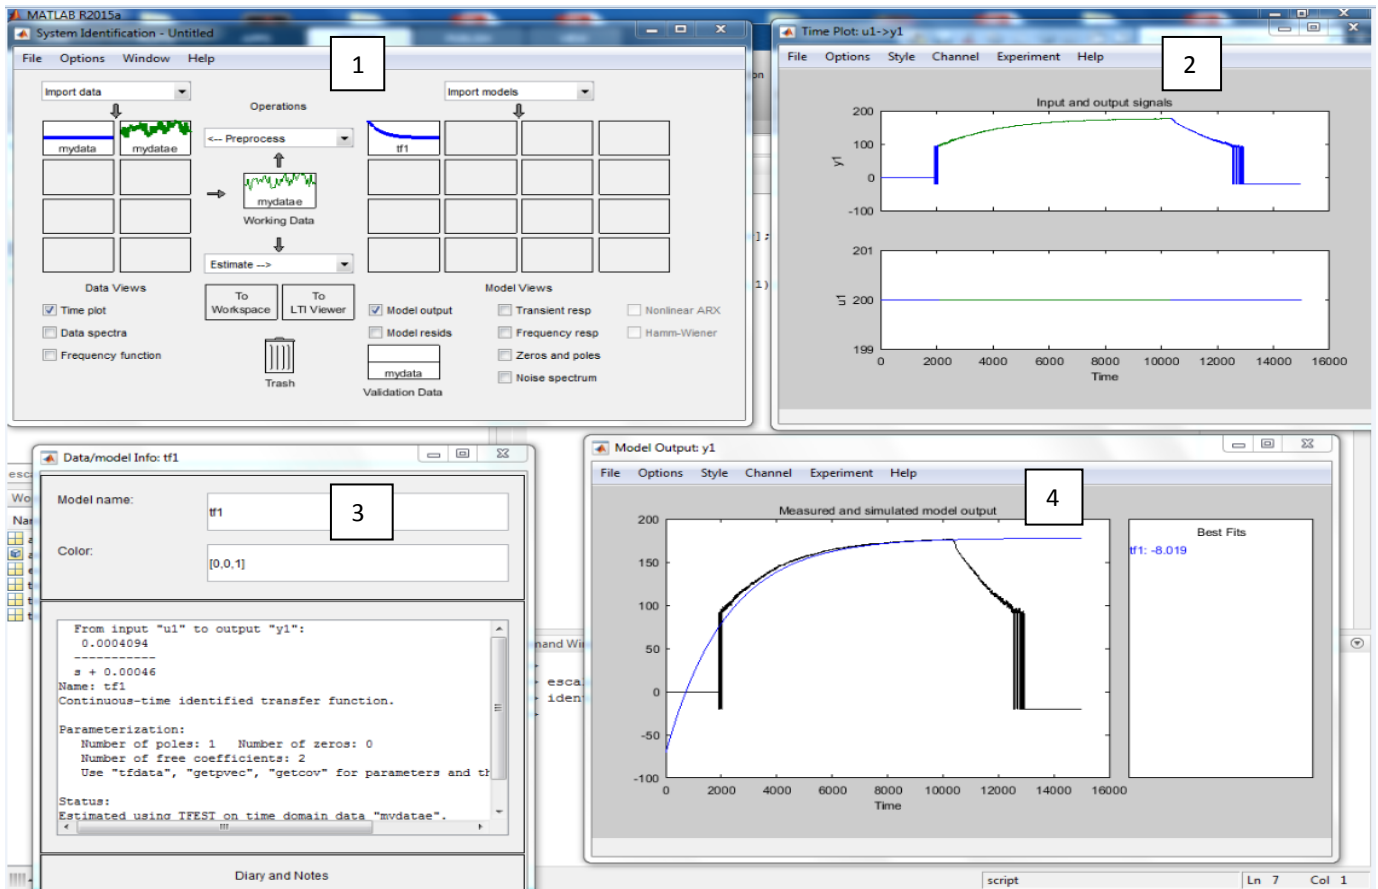 MATLAB R2015a
System Identification - Untitled
File Options Window Help
1
Import data
Import models
Operations
mydata
mydatae
<-- Preprocess
tf1
mydatae
Working Data
Estimate -->
Data Views
To Workspace
To LTI Viewer
Model Views
Time plot
Model output
Transient resp
Nonlinear ARX
Data spectra
Model resids
Frequency resp
Hamm-Wiener
Frequency function
Zeros and poles
mydata
Noise spectrum
Trash
Validation Data
Time Plot: u1->y1
File Options Style Channel Experiment Help
2
Input and output signals
200
100
0
-100
y1
201
200
199
u1
0 2000 4000 6000 8000 10000 12000 14000 16000
Time
Data/model Info: tf1
Model name:
tf1
3
Color:
[0,0,1]
From input "u1" to output "y1":
0.0004094
-----------
s + 0.00046
Name: tf1
Continuous-time identified transfer function.
Parameterization:
Number of poles: 1 Number of zeros: 0
Number of free coefficients: 2
Use "tfdata", "getpvec", "getcov" for parameters and th
Status:
Estimated using TFEST on time domain data "mydatae".
Diary and Notes
Model Output: y1
File Options Style Channel Experiment Help
4
Measured and simulated model output
200
150
100
50
0
-50
-100
0 2000 4000 6000 8000 10000 12000 14000 16000
Time
Best Fits
tf1: -8.019
mand Wi
esca
iden
script
Ln 7 Col 1